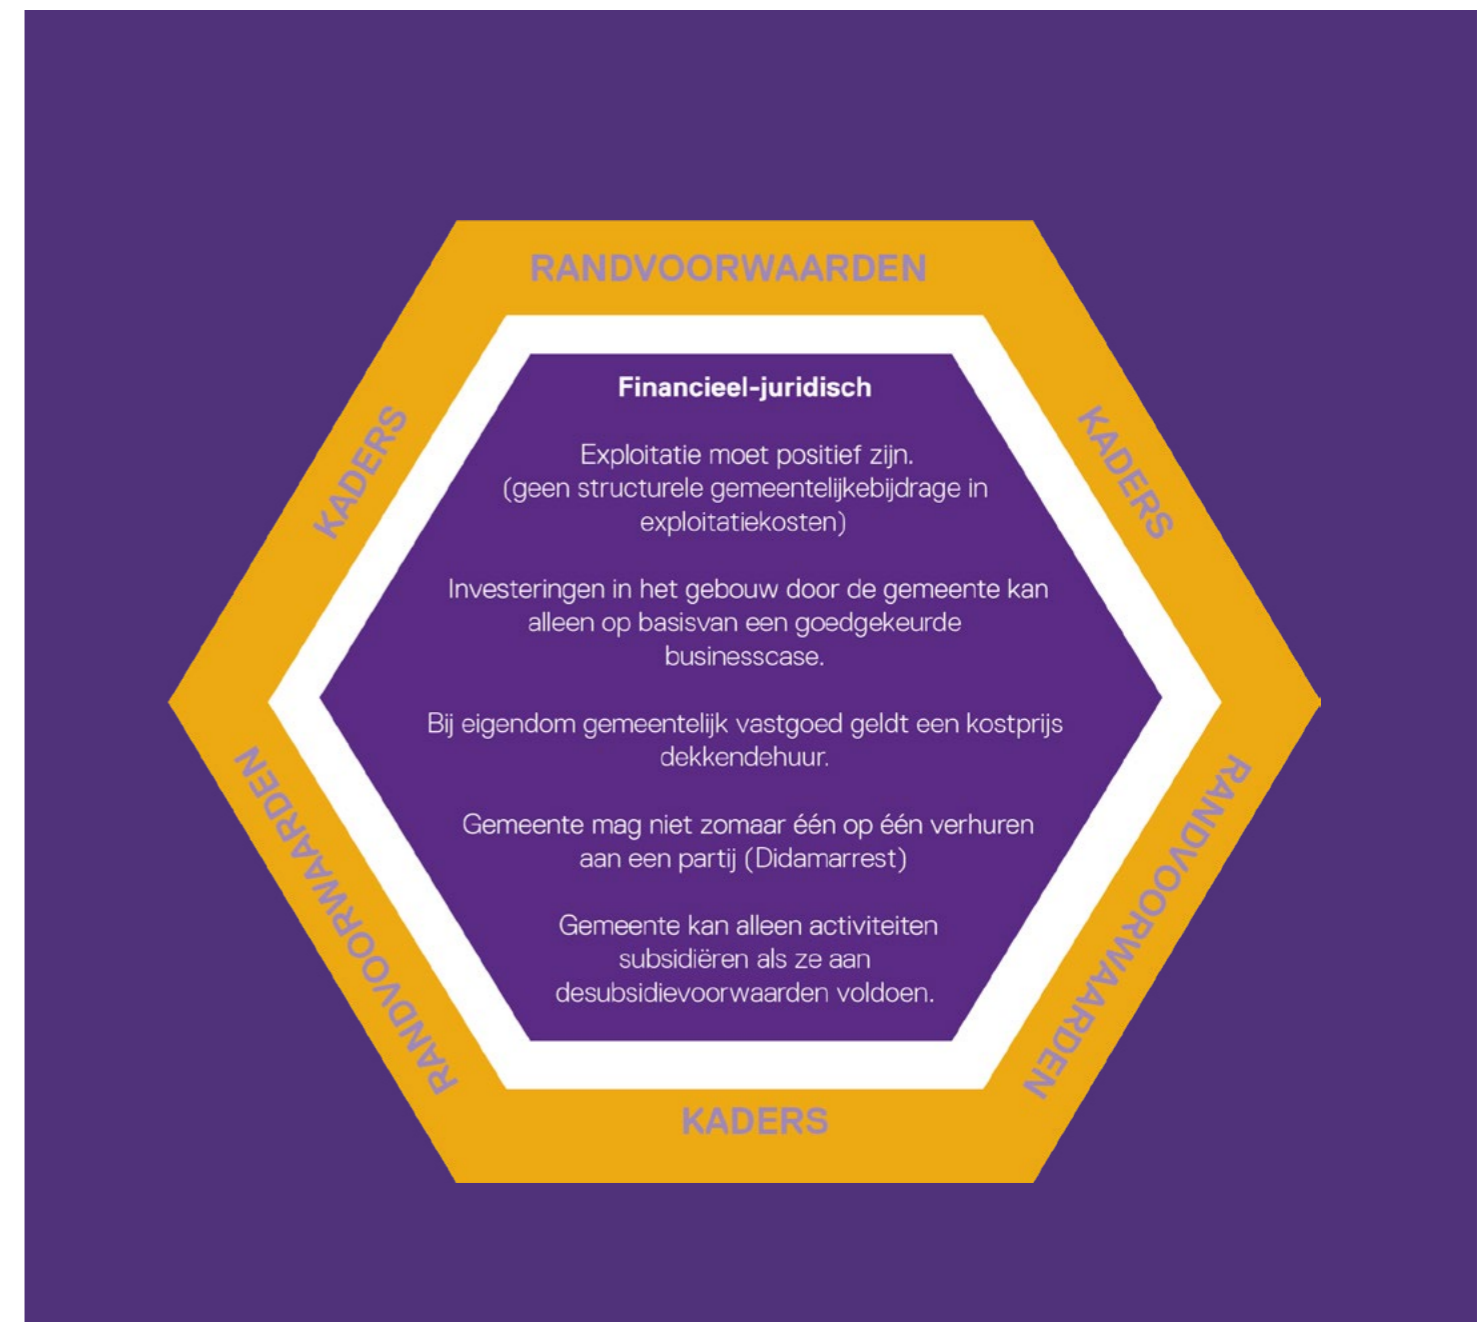 RANDVOORWAARDEN
KADERS
KADERS
Financieel-juridisch
Exploitatie moet positief zijn.
(geen structurele gemeentelijkebijdrage in
exploitatiekosten)
Investeringen in het gebouw door de gemeente kan
alleen op basisvan een goedgekeurde
businesscase.
Bij eigendom gemeentelijk vastgoed geldt een kostprijs
dekkendehuur.
Gemeente mag niet zomaar één op één verhuren
aan een partij (Didamarrest)
Gemeente kan alleen activiteiten
subsidiëren als ze aan
desubsidievoorwaarden voldoen.
RANDVOORWAARDEN
RANDVOORWAARDEN
KADERS